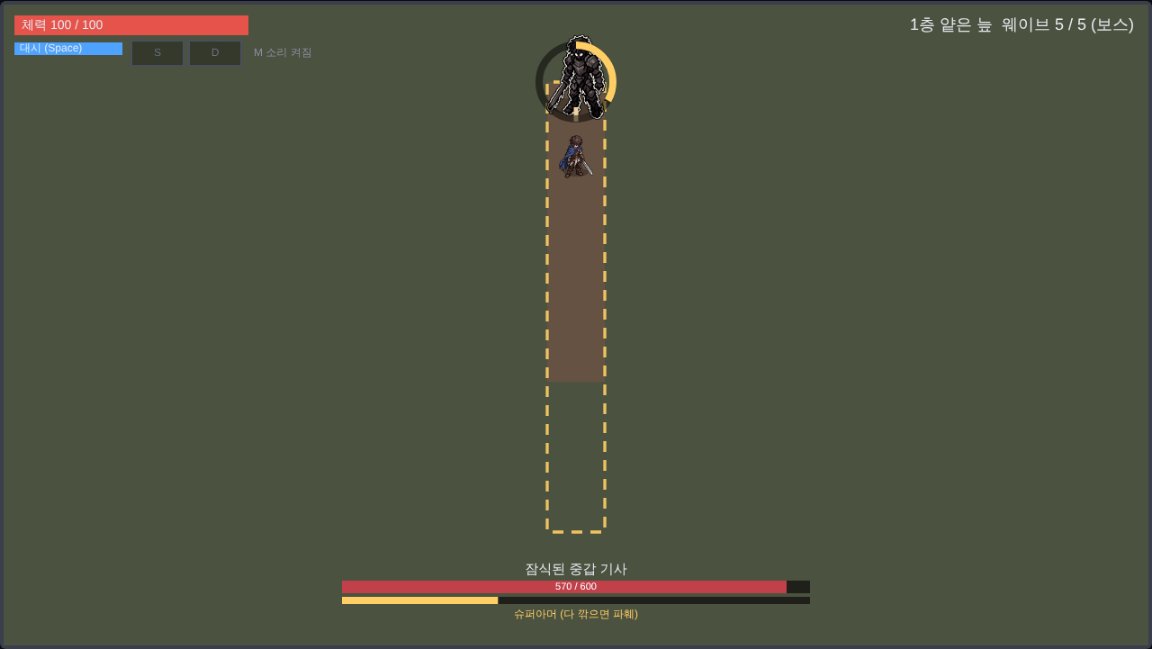 체력 100 / 100
1층 얕은 늪 웨이브 5 / 5 (보스)
대시 (Space)
S
D
M 소리 켜짐
잠식된 중갑 기사
570 / 600
슈퍼아머 (다 깎으면 파훼)